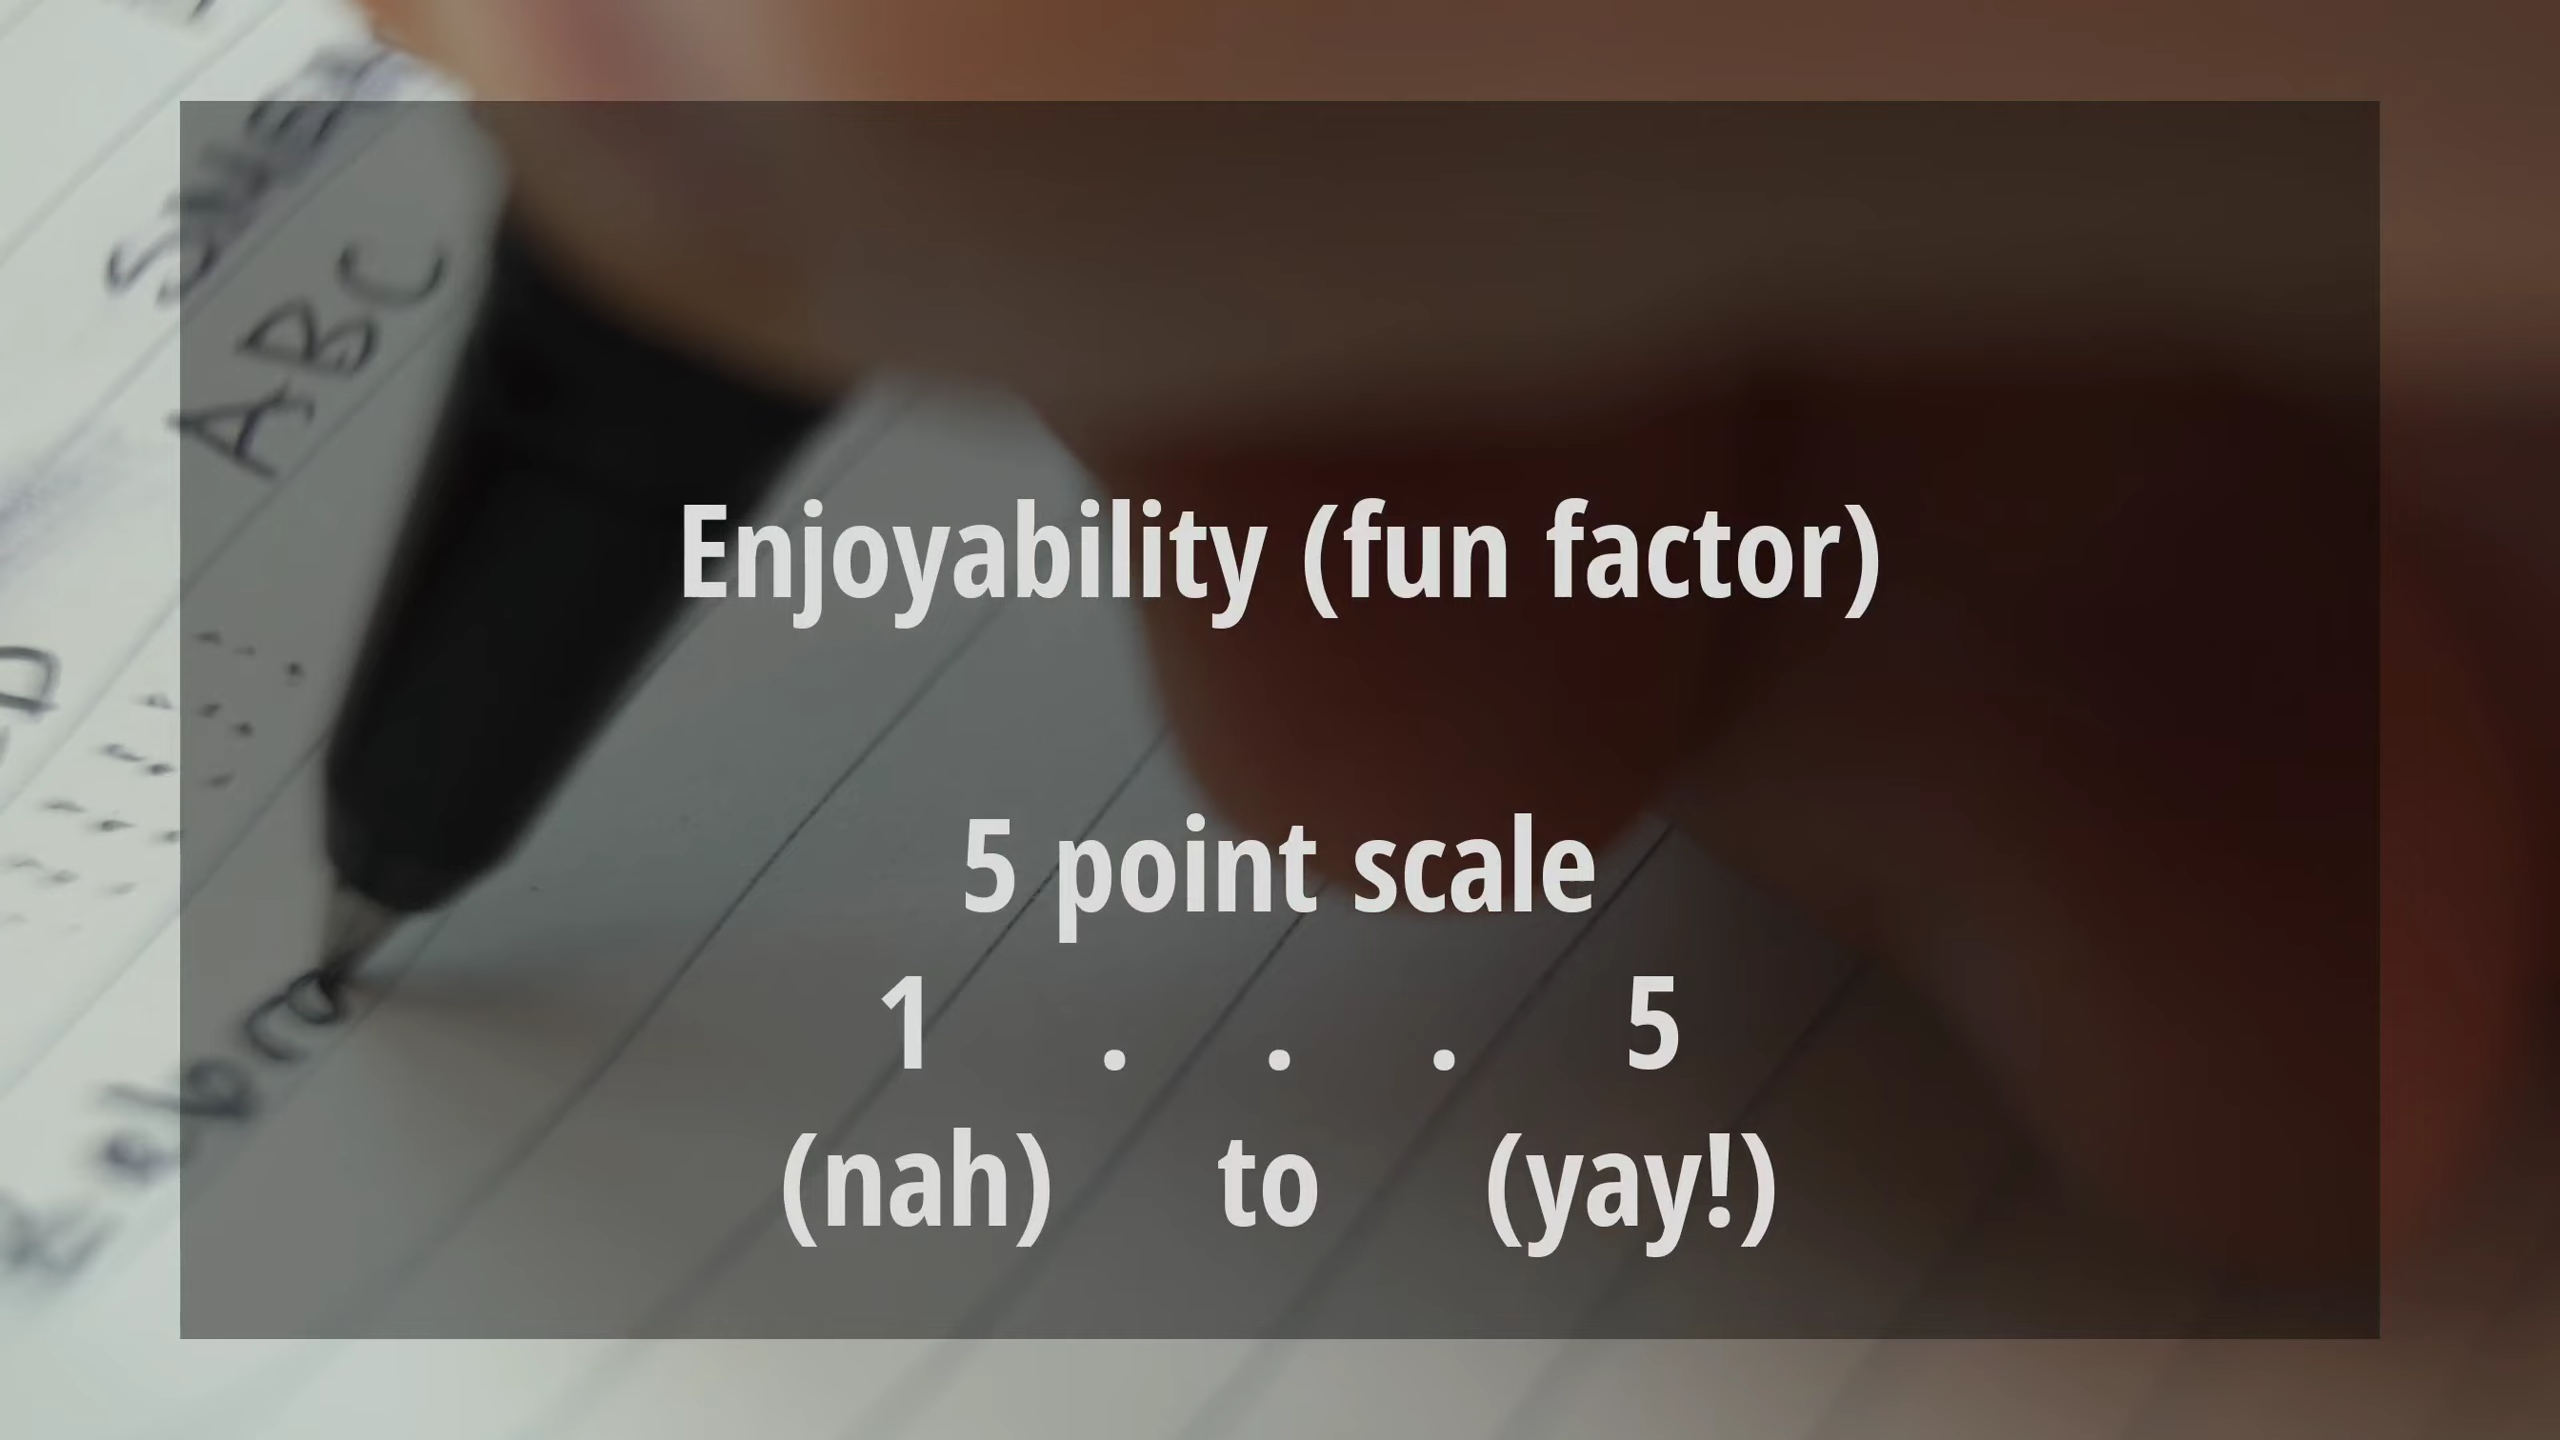 ABC
Enjoyability (fun factor)
5 point scale
1 . . . 5
(nah) to (yay!)